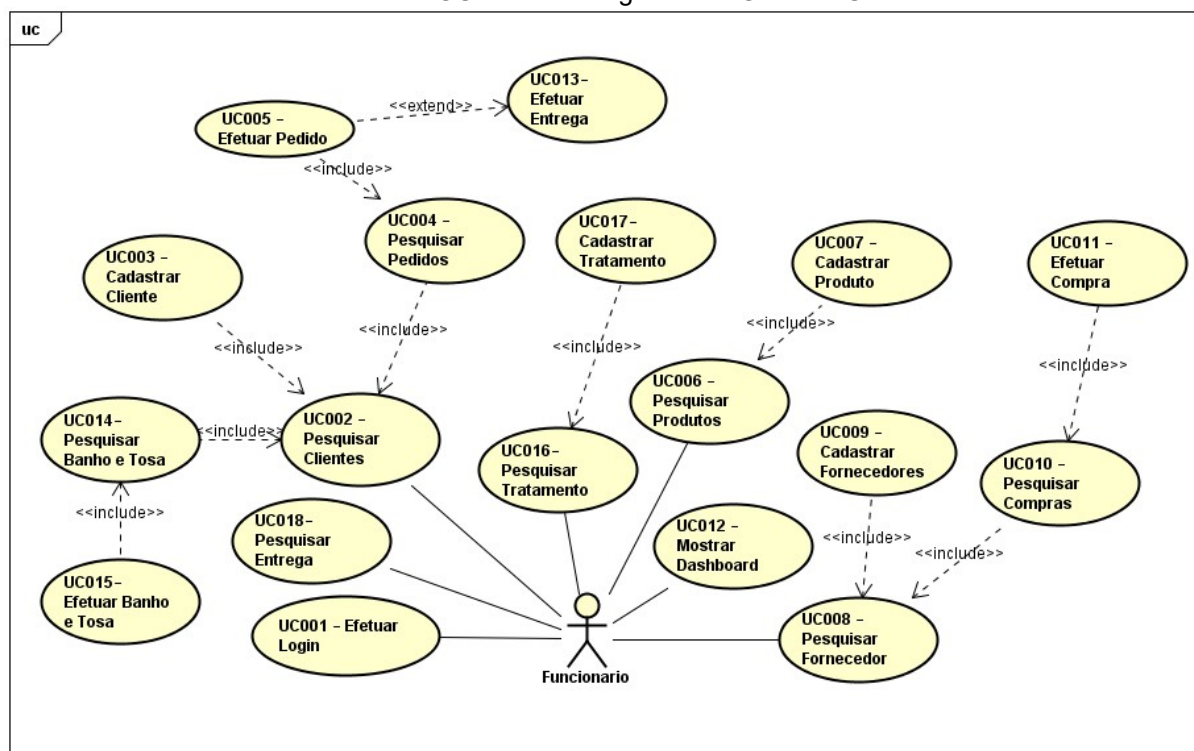 uc
UC013–
Efetuar
Entrega
<<extend>>
UC005 –
Efetuar Pedido
<<include>>
UC004 –
Pesquisar
Pedidos
UC017–
Cadastrar
Tratamento
UC007 –
Cadastrar
Produto
UC011 –
Efetuar
Compra
UC003 –
Cadastrar
Cliente
<<include>>
<<include>>
<<include>>
<<include>>
<<include>>
UC006 –
Pesquisar
Produtos
UC014–
Pesquisar
Banho e Tosa
<<include>>
UC002 –
Pesquisar
Clientes
UC016–
Pesquisar
Tratamento
UC009 –
Cadastrar
Fornecedores
UC010 –
Pesquisar
Compras
<<include>>
UC018–
Pesquisar
Entrega
UC012 –
Mostrar
Dashboard
<<include>>
<<include>>
UC015–
Efetuar Banho
e Tosa
UC001 – Efetuar
Login
UC008 –
Pesquisar
Fornecedor
Funcionario